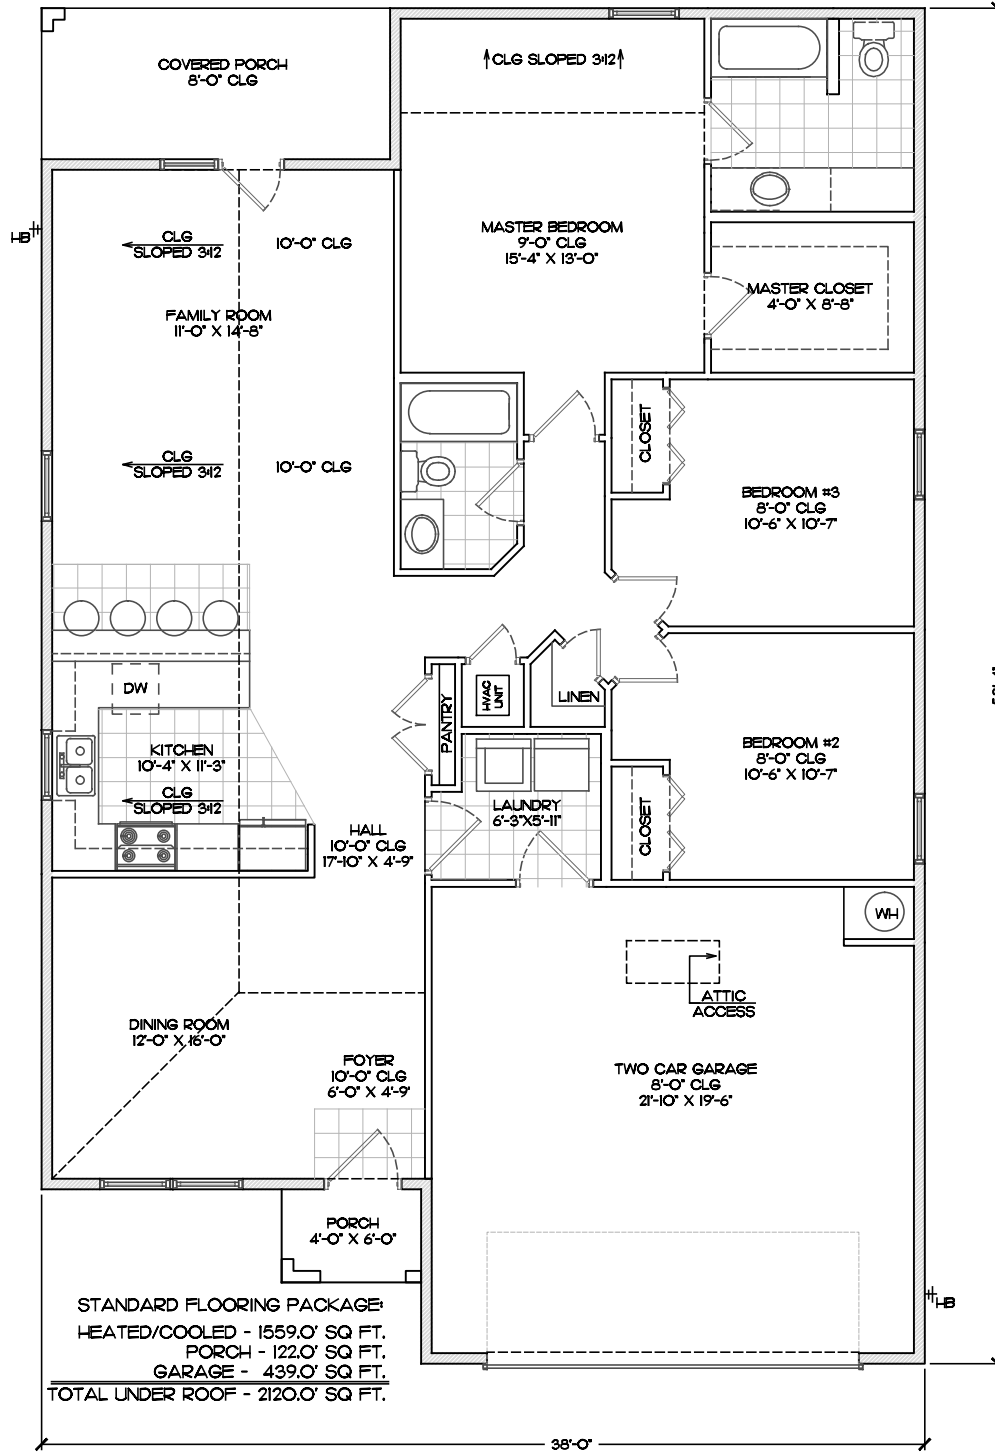 COVERED PORCH
8'-0" CLG
CLG SLOPED 3:12
HB
CLG
SLOPED 3:12
10'-0" CLG
MASTER BEDROOM
9'-0" CLG
15'-4" X 13'-0"
MASTER CLOSET
4'-0" X 8'-8"
FAMILY ROOM
11'-0" X 14'-8"
CLOSET
CLG
SLOPED 3:12
10'-0" CLG
BEDROOM #3
8'-0" CLG
10'-6" X 10'-7"
DW
HVAC
UNIT
LINEN
PANTRY
KITCHEN
10'-4" X 11'-3"
CLG
SLOPED 3:12
BEDROOM #2
8'-0" CLG
10'-6" X 10'-7"
LAUNDRY
6'-3"X5'-11"
CLOSET
HALL
10'-0" CLG
17'-10" X 4'-9"
WH
ATTIC
ACCESS
DINING ROOM
12'-0" X 16'-0"
FOYER
10'-0" CLG
6'-0" X 4'-9"
TWO CAR GARAGE
8'-0" CLG
21'-10" X 19'-6"
PORCH
4'-0" X 6'-0"
HB
STANDARD FLOORING PACKAGE:
HEATED/COOLED - 1559.0' SQ FT.
PORCH - 122.0' SQ FT.
GARAGE - 439.0' SQ FT.
TOTAL UNDER ROOF - 2120.0' SQ FT.
38'-0"